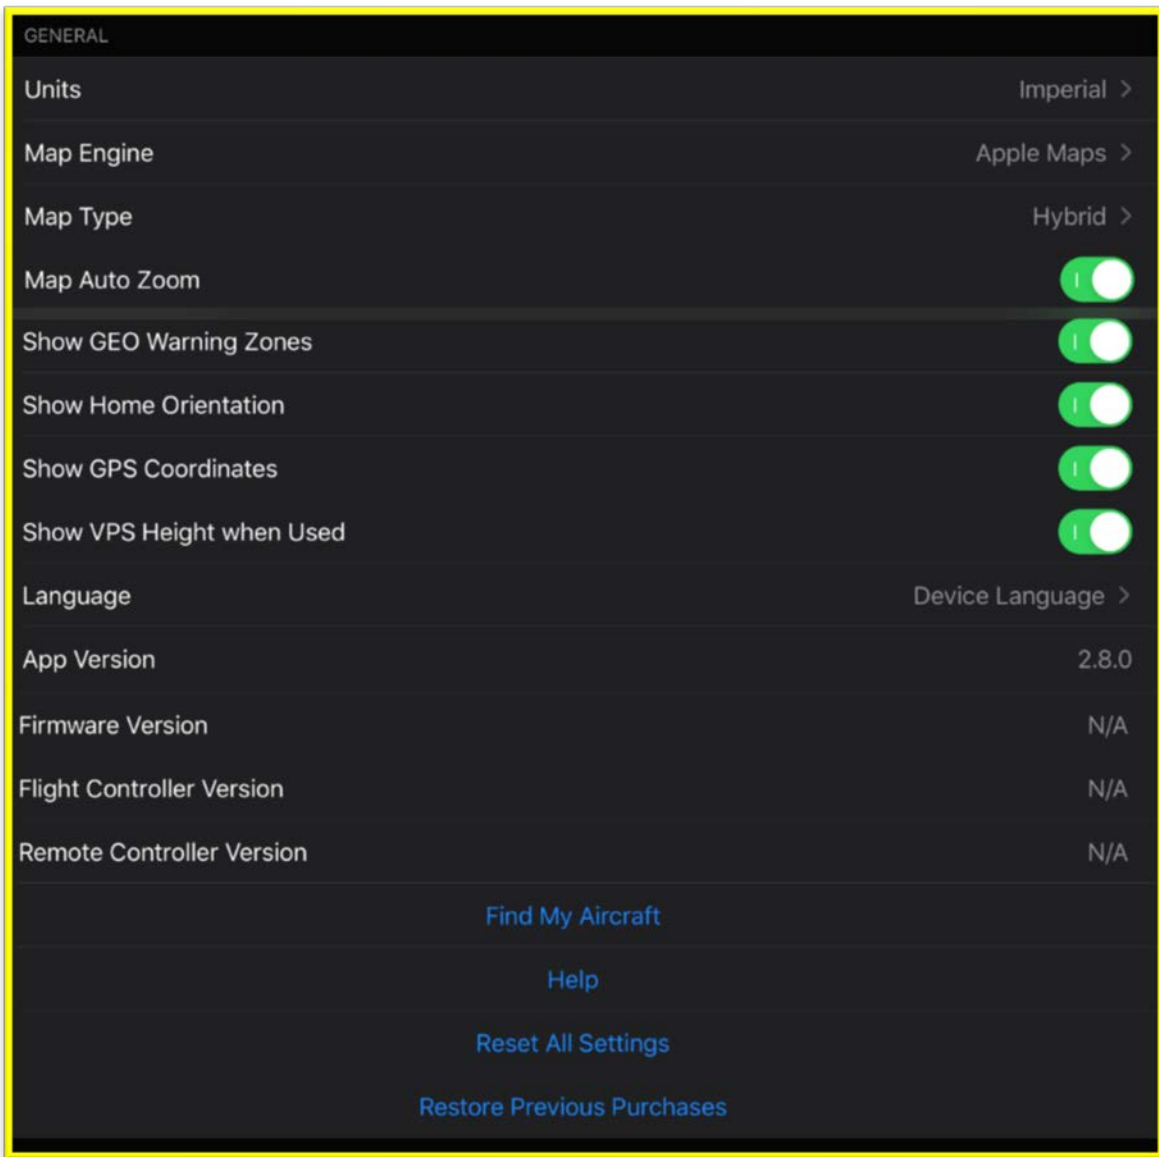 GENERAL
Units Imperial >
Map Engine Apple Maps >
Map Type Hybrid >
Map Auto Zoom
Show GEO Warning Zones
Show Home Orientation
Show GPS Coordinates
Show VPS Height when Used
Language Device Language >
App Version 2.8.0
Firmware Version N/A
Flight Controller Version N/A
Remote Controller Version N/A
Find My Aircraft
Help
Reset All Settings
Restore Previous Purchases